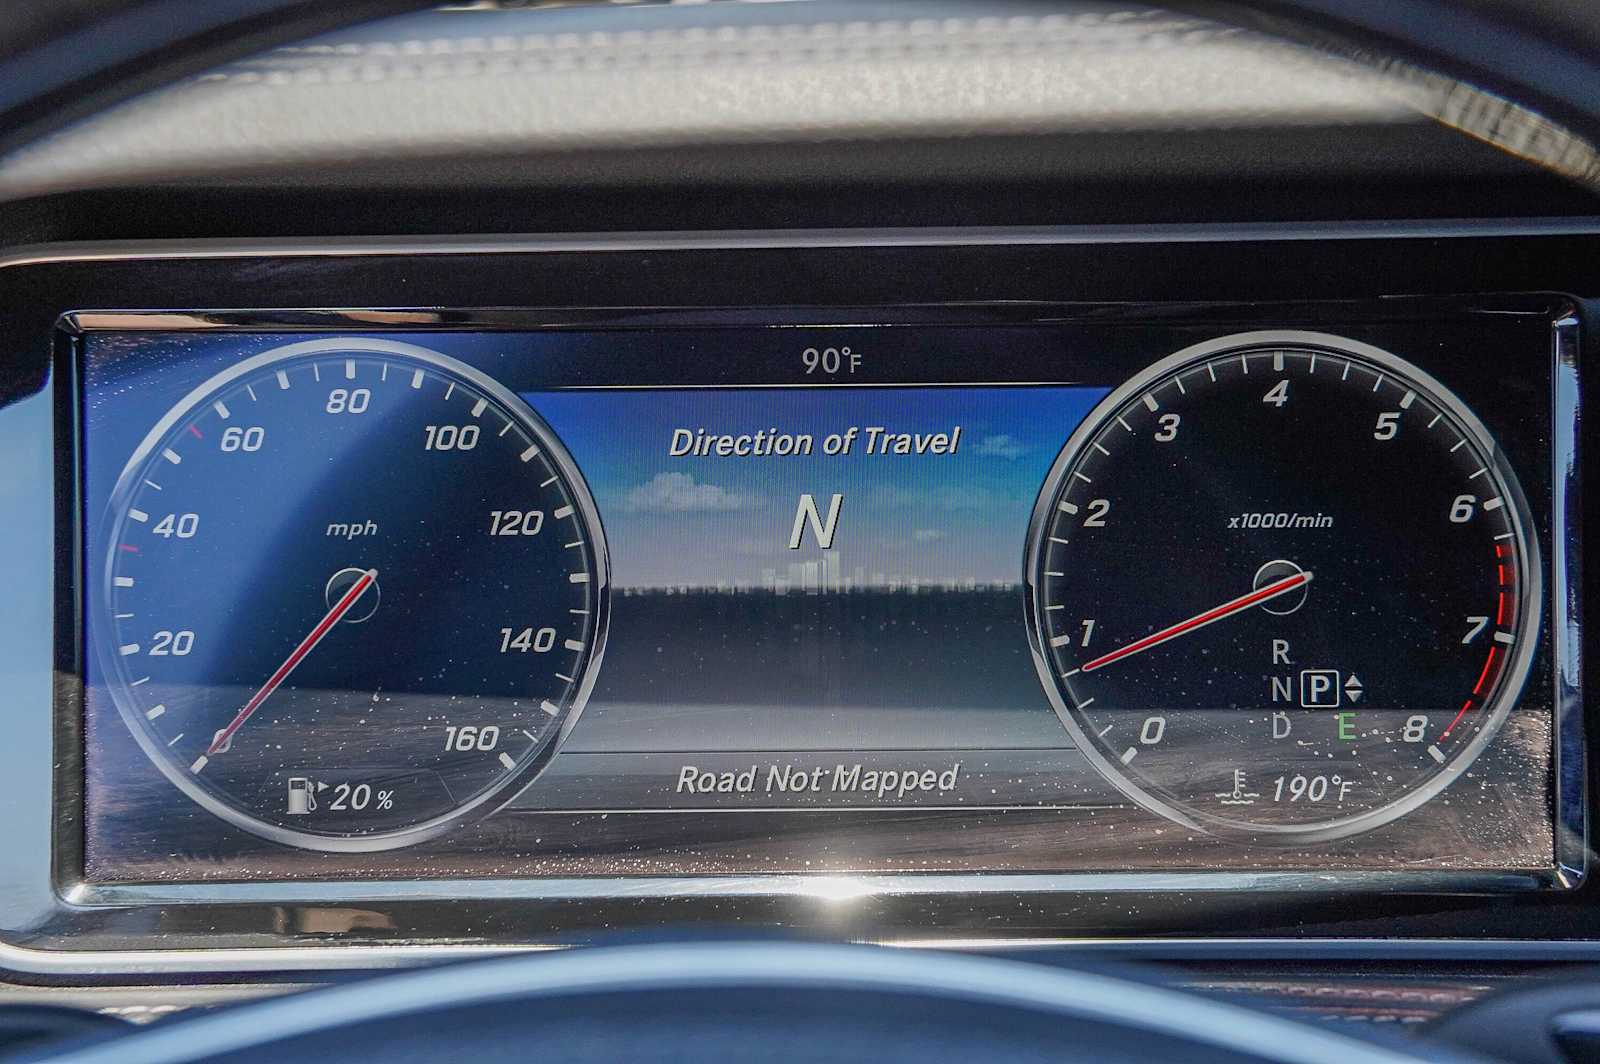 90°F
Direction of Travel
N
Road Not Mapped
0
20
40
60
80
100
120
140
160
mph
20 %
0
1
2
3
4
5
6
7
8
x1000/min
R
N P
D E
190°F